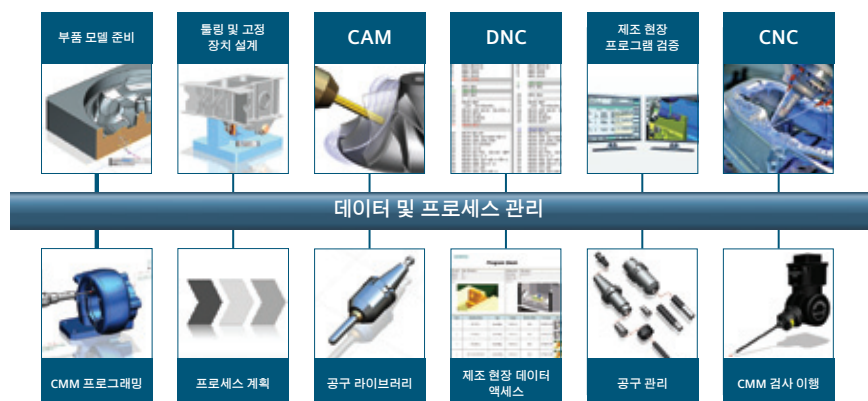 부품 모델 준비
툴링 및 고정
장치 설계
CAM
DNC
제조 현장
프로그램 검증
CNC
데이터 및 프로세스 관리
CMM 프로그래밍
프로세스 계획
공구 라이브러리
제조 현장 데이터
액세스
공구 관리
CMM 검사 이행